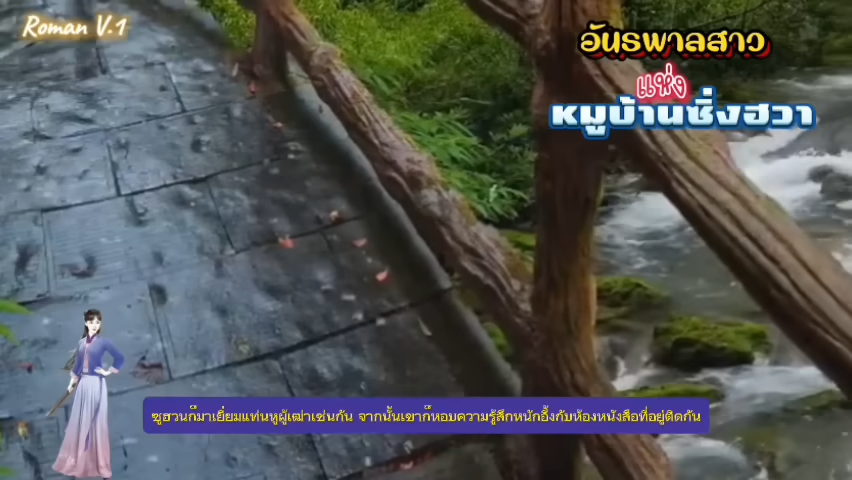 Roman V.1
อันธพาลสาว
แห่ง
หมู่บ้านซิ่งฮวา
ซูฮวนก็มาเยี่ยมแท่นหูผู้เฒ่าเช่นกัน จากนั้นเขาก็หอบความรู้สึกหนักอึ้งกับห้องหนังสือที่อยู่ติดกัน